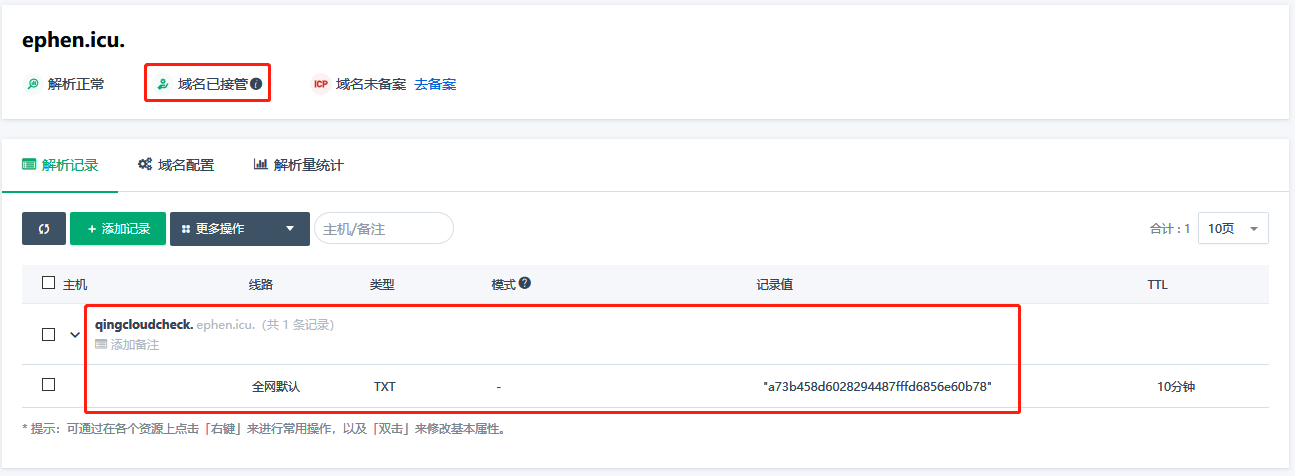 ephen.icu.
解析正常 域名已接管 ICP 域名未备案 去备案
解析记录 域名配置 解析量统计
+ 添加记录 更多操作 主机/备注 合计 : 1 10页
主机 线路 类型 模式 ? 记录值 TTL
qingcloudcheck. ephen.icu. (共 1 条记录)
添加备注
全网默认 TXT - "a73b458d6028294487fffd6856e60b78" 10分钟
* 提示：可通过在各个资源上点击「右键」来进行常用操作，以及「双击」来修改基本属性。